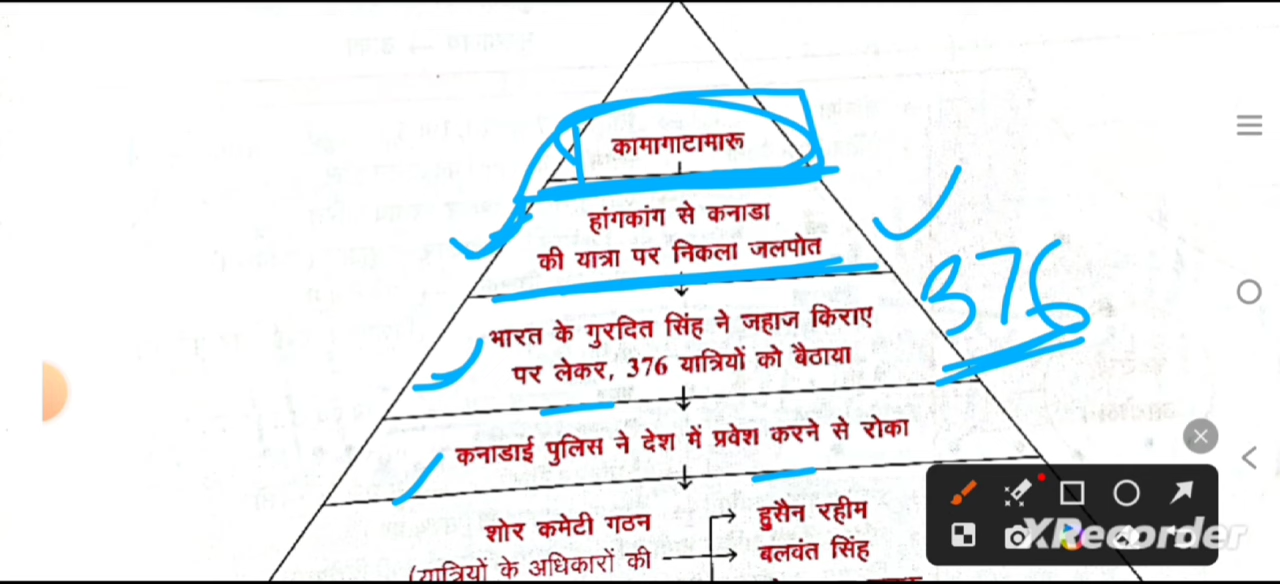 कामागाटामारू
हांगकांग से कनाडा
की यात्रा पर निकला जलपोत
भारत के गुरदित सिंह ने जहाज किराए
पर लेकर, 376 यात्रियों को बैठाया
376
कनाडाई पुलिस ने देश में प्रवेश करने से रोका
शोर कमेटी गठन
(यात्रियों के अधिकारों की
हुसैन रहीम
बलवंत सिंह
XRecorder